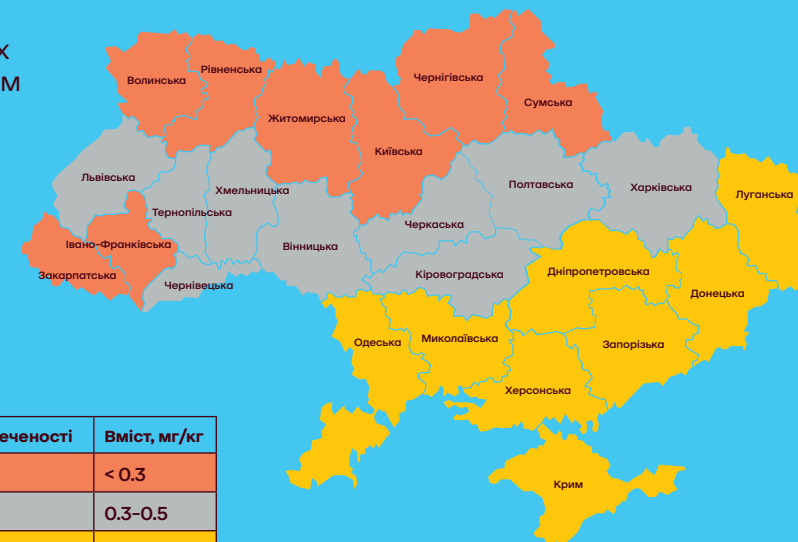 х
м
Волинська
Рівненська
Житомирська
Чернігівська
Сумська
Київська
Львівська
Хмельницька
Тернопільська
Полтавська
Харківська
Луганська
Івано-Франківська
Черкаська
Вінницька
Закарпатська
Чернівецька
Кіровоградська
Дніпропетровська
Донецька
Одеська
Миколаївська
Запорізька
Херсонська
Крим
еченості Вміст, мг/кг
< 0.3
0.3-0.5